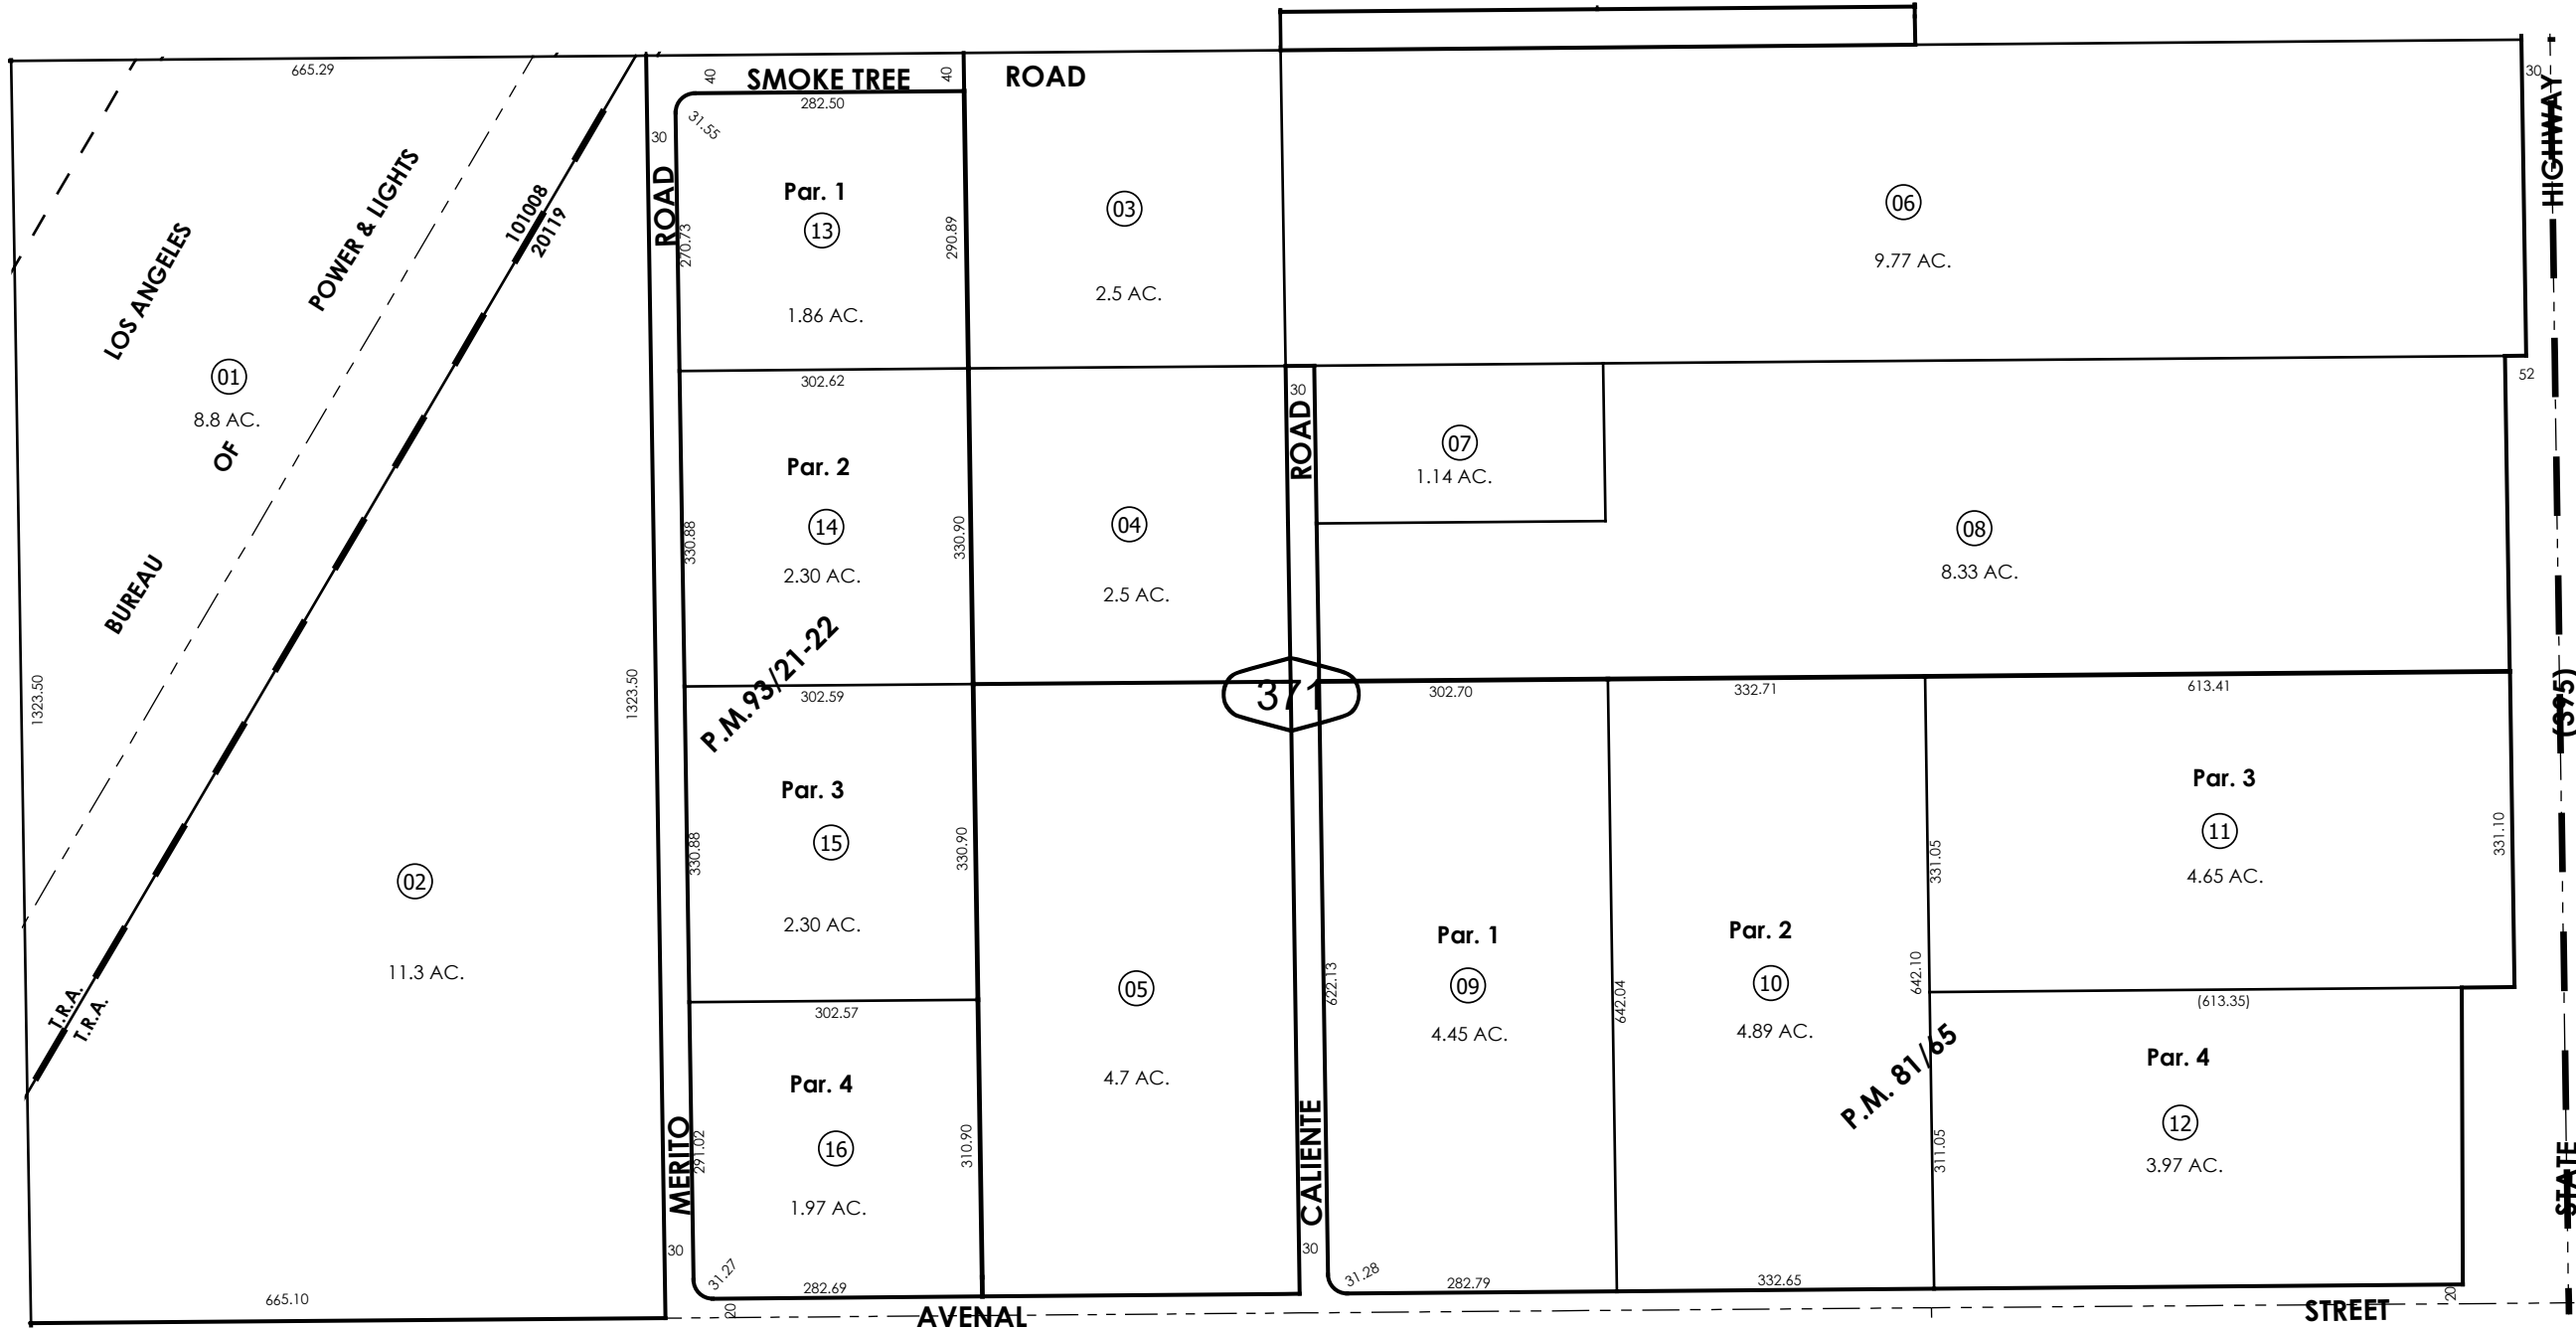 665.29
SMOKE TREE ROAD
40
40
282.50
31.55
30
30
HIGHWAY
ROAD
Par. 1
13
270.73
290.89
1.86 AC.
03
2.5 AC.
06
9.77 AC.
LOS ANGELES
POWER & LIGHTS
101008
20119
01
8.8 AC.
OF
BUREAU
302.62
30
52
ROAD
Par. 2
14
330.88
330.90
2.30 AC.
04
2.5 AC.
07
1.14 AC.
08
8.33 AC.
1323.50
1323.50
P.M.93/21-22
302.59
371
302.70
332.71
613.41
(395)
Par. 3
15
330.88
330.90
2.30 AC.
Par. 3
11
4.65 AC.
331.05
331.10
02
11.3 AC.
T.R.A.
T.R.A.
05
4.7 AC.
Par. 1
09
4.45 AC.
622.13
642.04
Par. 2
10
4.89 AC.
642.10
302.57
(613.35)
P.M. 81/65
Par. 4
16
291.02
310.90
1.97 AC.
Par. 4
12
3.97 AC.
311.05
MERITO
CALIENTE
STATE
30
30
31.27
31.28
665.10
282.69
282.79
332.65
20
20
AVENAL STREET